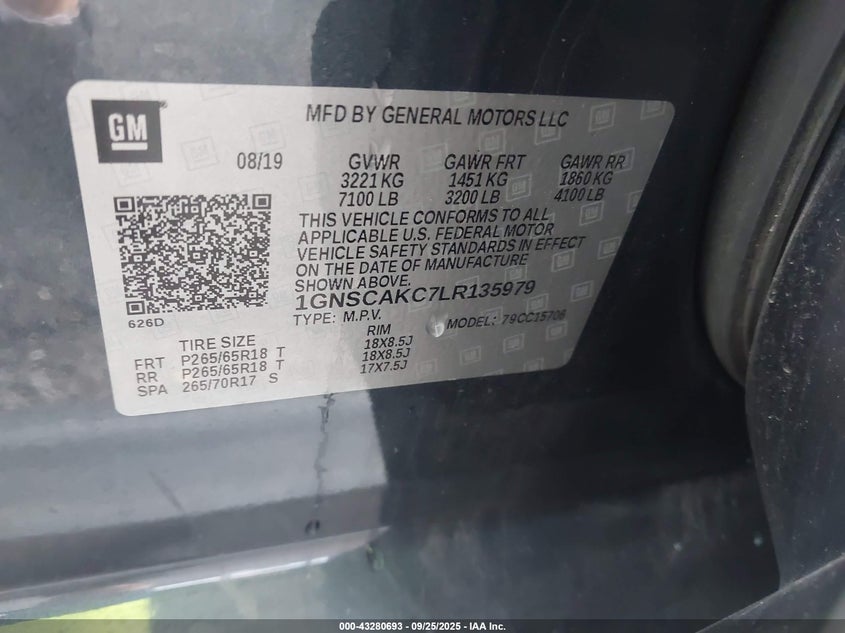 GM
MFD BY GENERAL MOTORS LLC
08/19 GVWR GAWR FRT GAWR RR
3221 KG 1451 KG 1860 KG
7100 LB 3200 LB 4100 LB
THIS VEHICLE CONFORMS TO ALL
APPLICABLE U.S. FEDERAL MOTOR
VEHICLE SAFETY STANDARDS IN EFFECT
ON THE DATE OF MANUFACTURE
SHOWN ABOVE.
1GNSCAKC7LR135979
626D
TYPE: M.P.V. MODEL: 79CC15706
TIRE SIZE RIM
FRT P265/65R18 T 18X8.5J
RR P265/65R18 T 18X8.5J
SPA 265/70R17 S 17X7.5J
000-43280693 - 09/25/2025 - IAA Inc.